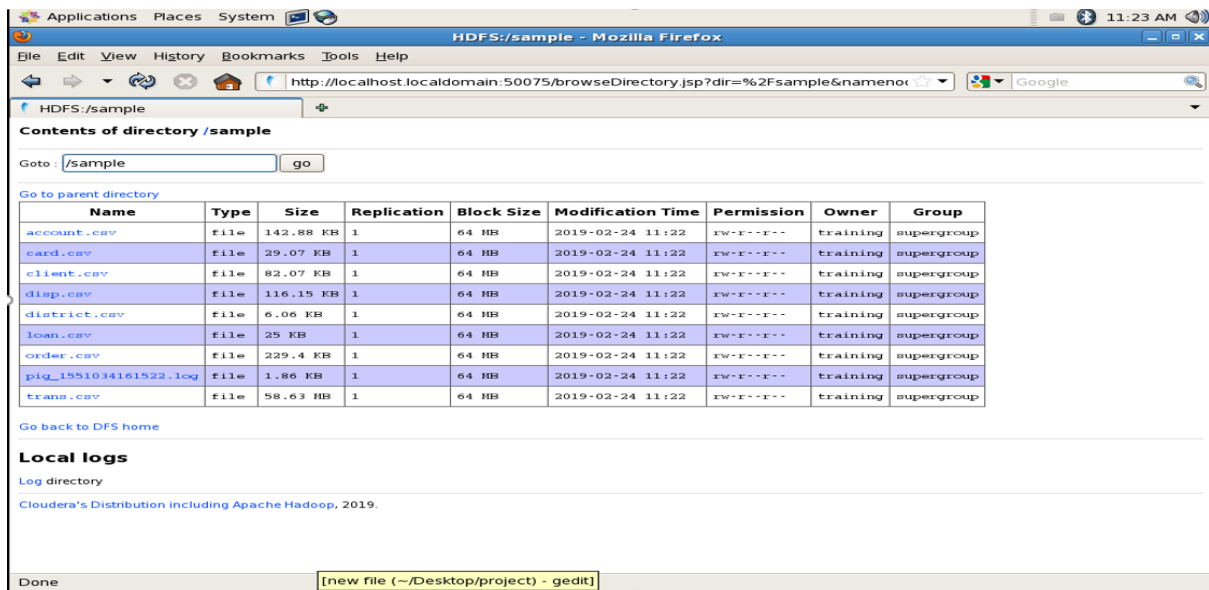 Applications Places System 11:23 AM
HDFS:/sample - Mozilla Firefox
File Edit View History Bookmarks Tools Help
http://localhost.localdomain:50075/browseDirectory.jsp?dir=%2Fsample&nameno Google
HDFS:/sample
Contents of directory /sample
Goto : /sample go
Go to parent directory
Name Type Size Replication Block Size Modification Time Permission Owner Group
account.csv file 142.88 KB 1 64 MB 2019-02-24 11:22 rw-r--r-- training supergroup
card.csv file 29.07 KB 1 64 MB 2019-02-24 11:22 rw-r--r-- training supergroup
client.csv file 82.07 KB 1 64 MB 2019-02-24 11:22 rw-r--r-- training supergroup
disp.csv file 116.15 KB 1 64 MB 2019-02-24 11:22 rw-r--r-- training supergroup
district.csv file 6.06 KB 1 64 MB 2019-02-24 11:22 rw-r--r-- training supergroup
loan.csv file 25 KB 1 64 MB 2019-02-24 11:22 rw-r--r-- training supergroup
order.csv file 229.4 KB 1 64 MB 2019-02-24 11:22 rw-r--r-- training supergroup
pig_1551034161522.log file 1.86 KB 1 64 MB 2019-02-24 11:22 rw-r--r-- training supergroup
trans.csv file 58.63 MB 1 64 MB 2019-02-24 11:22 rw-r--r-- training supergroup
Go back to DFS home
Local logs
Log directory
Cloudera's Distribution including Apache Hadoop, 2019.
Done [new file (~/Desktop/project) - gedit]